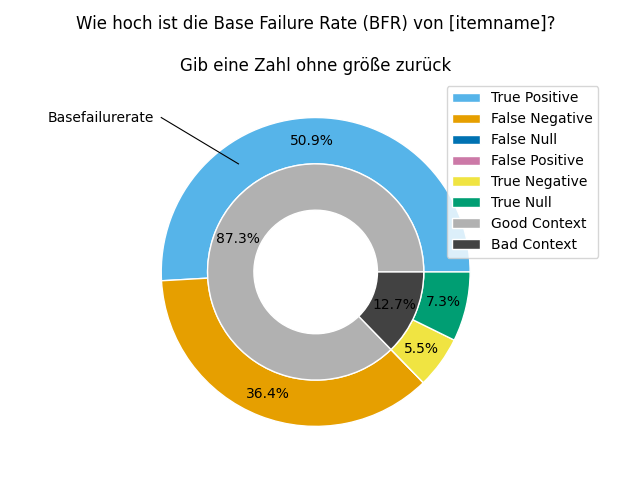 Wie hoch ist die Base Failure Rate (BFR) von [itemname]?
Gib eine Zahl ohne größe zurück
Basefailurerate
50.9%
87.3%
12.7%
7.3%
5.5%
36.4%
True Positive
False Negative
False Null
False Positive
True Negative
True Null
Good Context
Bad Context